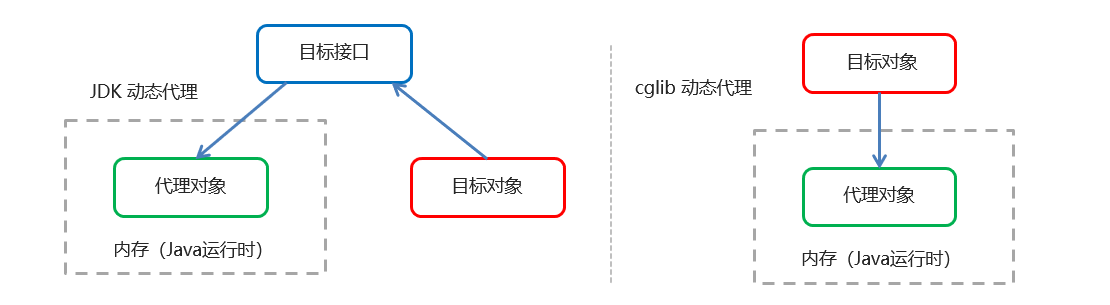 目标接口
JDK 动态代理
代理对象
目标对象
内存（Java运行时）
目标对象
cglib 动态代理
代理对象
内存（Java运行时）